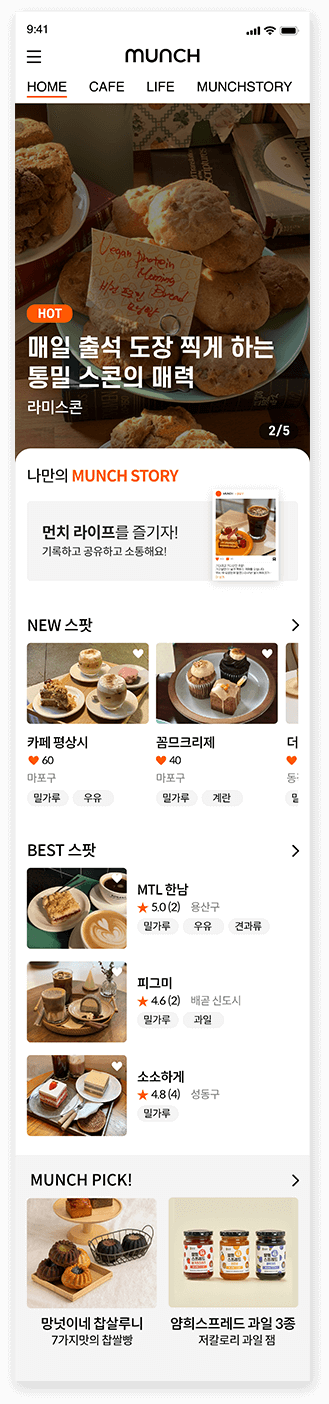 9:41
MUNCH
HOME CAFE LIFE MUNCHSTORY
Vegan protein
Morning
Bread
HOT
매일 출석 도장 찍게 하는
통밀 스콘의 매력
라미스콘
2/5
나만의 MUNCH STORY
먼치 라이프를 즐기자!
기록하고 공유하고 소통해요!
NEW 스팟
카페 평상시
60
마포구
밀가루 우유
꼼므크리제
40
마포구
밀가루 계란
더
BEST 스팟
MTL 한남
5.0 (2) 용산구
밀가루 우유 견과류
피그미
4.6 (2) 배곧 신도시
밀가루 과일
소소하게
4.8 (4) 성동구
밀가루
MUNCH PICK!
망넛이네 찹살루니
7가지맛의 찹쌀빵
얌희스프레드 과일 3종
저칼로리 과일 잼